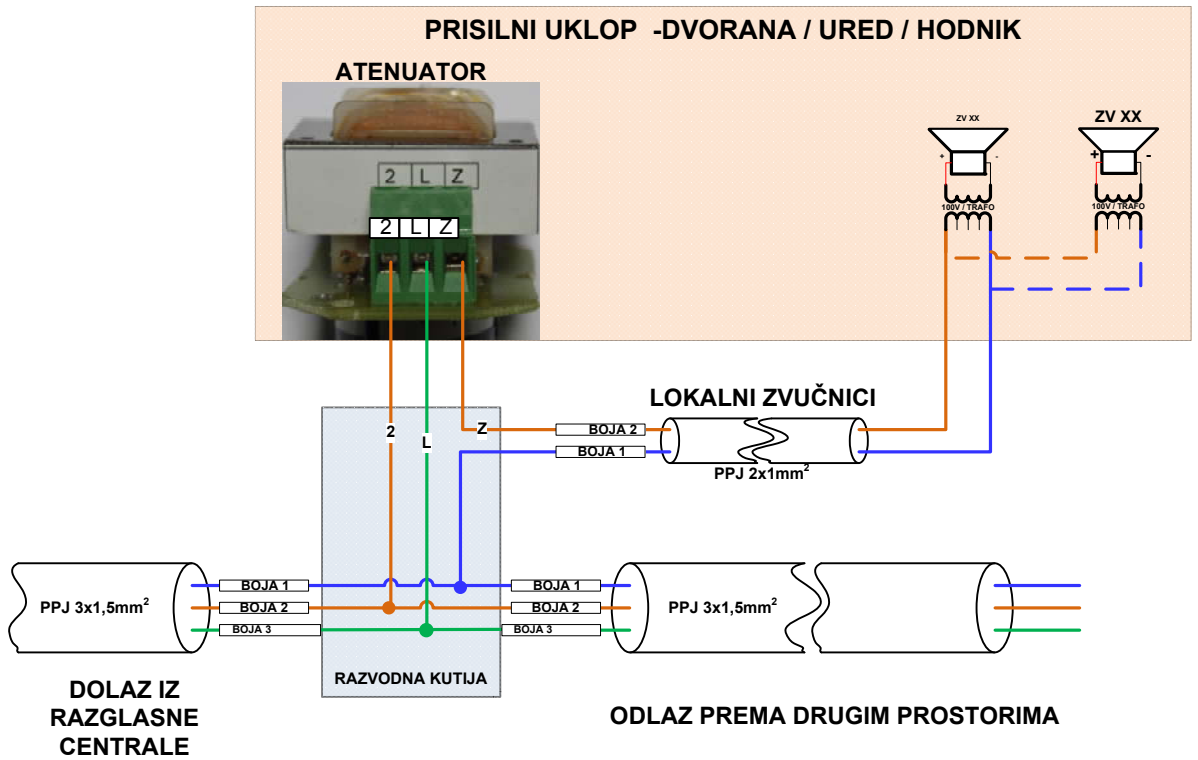 PRISILNI UKLOP -DVORANA / URED / HODNIK
ATENUATOR
2 L Z
2 L Z
ZV XX
ZV XX
+ -
+ -
100V / TRAFO
100V / TRAFO
LOKALNI ZVUČNICI
2
L
Z
BOJA 2
BOJA 1
PPJ 2x1mm²
PPJ 3x1,5mm²
BOJA 1
BOJA 2
BOJA 3
BOJA 1
BOJA 2
BOJA 3
PPJ 3x1,5mm²
RAZVODNA KUTIJA
DOLAZ IZ
RAZGLASNE
CENTRALE
ODLAZ PREMA DRUGIM PROSTORIMA